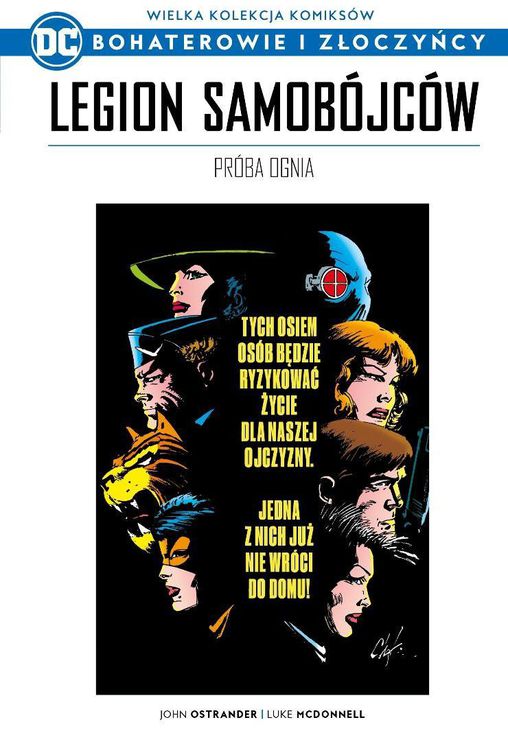 WIELKA KOLEKCJA KOMIKSÓW
DC BOHATEROWIE I ZŁOCZYŃCY
LEGION SAMOBÓJCÓW
PRÓBA OGNIA
TYCH OSIEM
OSÓB BĘDZIE
RYZYKOWAĆ
ŻYCIE
DLA NASZEJ
OJCZYZNY.
JEDNA
Z NICH JUŻ
NIE WRÓCI
DO DOMU!
JOHN OSTRANDER | LUKE MCDONNELL